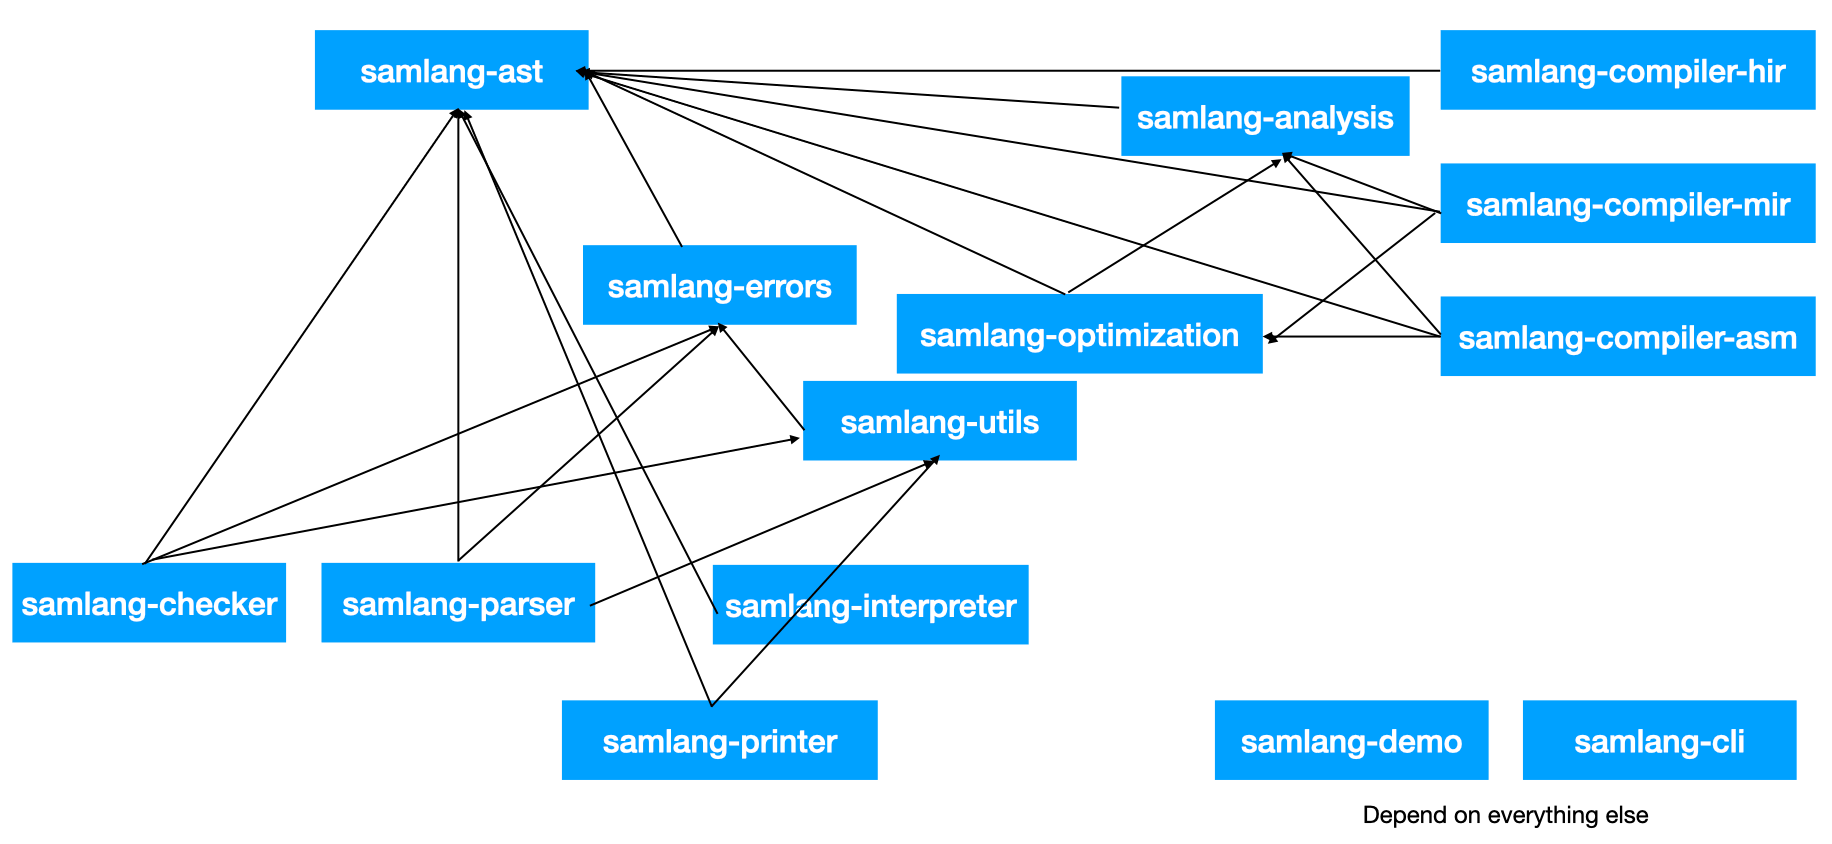 samlang-ast
samlang-compiler-hir
samlang-analysis
samlang-compiler-mir
samlang-errors
samlang-optimization
samlang-compiler-asm
samlang-utils
samlang-checker
samlang-parser
samlang-interpreter
samlang-printer
samlang-demo
samlang-cli
Depend on everything else